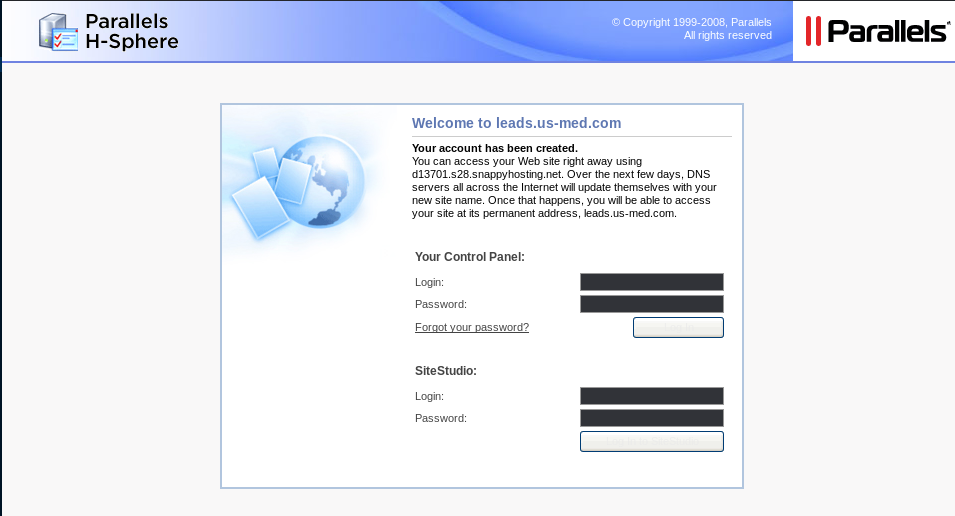 Parallels
H-Sphere
© Copyright 1999-2008, Parallels
All rights reserved
Parallels
Welcome to leads.us-med.com
Your account has been created.
You can access your Web site right away using
d13701.s28.snappyhosting.net. Over the next few days, DNS
servers all across the Internet will update themselves with your
new site name. Once that happens, you will be able to access
your site at its permanent address, leads.us-med.com.
Your Control Panel:
Login:
Password:
Forgot your password?
SiteStudio:
Login:
Password: